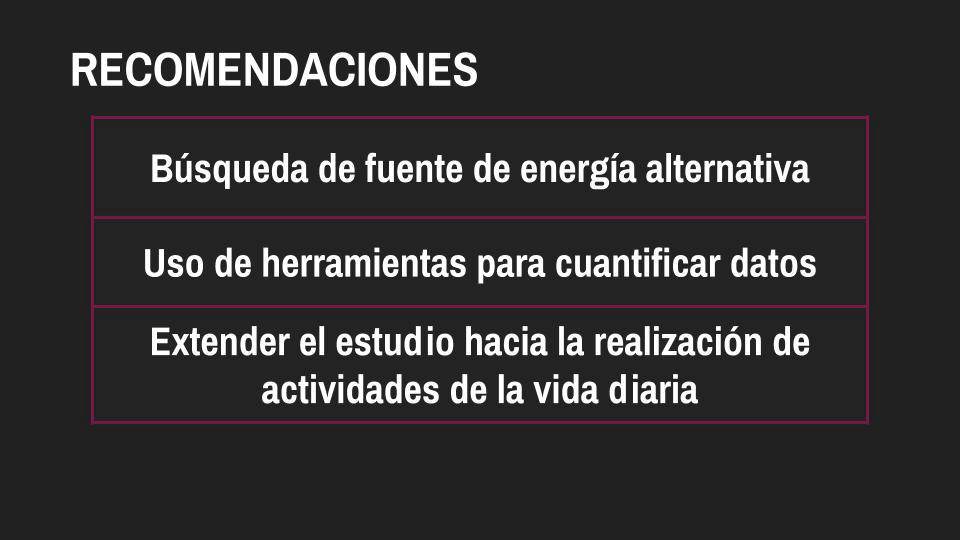 RECOMENDACIONES
Búsqueda de fuente de energía alternativa
Uso de herramientas para cuantificar datos
Extender el estudio hacia la realización de
actividades de la vida diaria